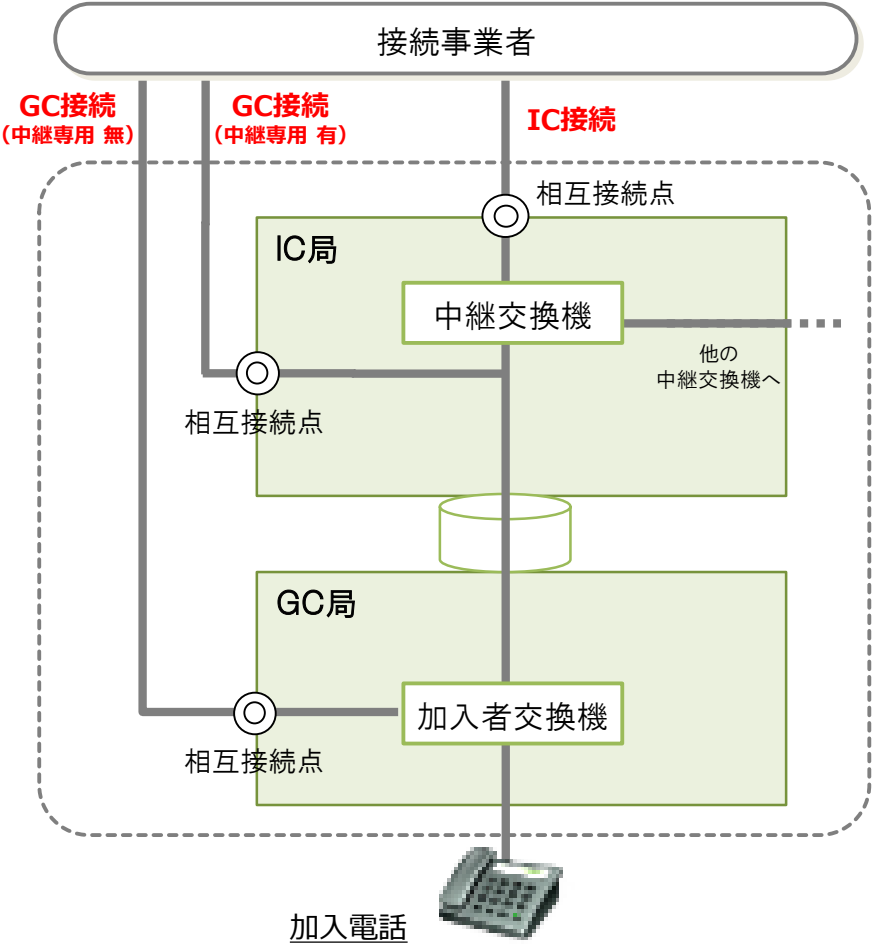 接続事業者
GC接続
（中継専用 無）
GC接続
（中継専用 有）
IC接続
相互接続点
IC局
中継交換機
他の
中継交換機へ
相互接続点
GC局
加入者交換機
相互接続点
加入電話